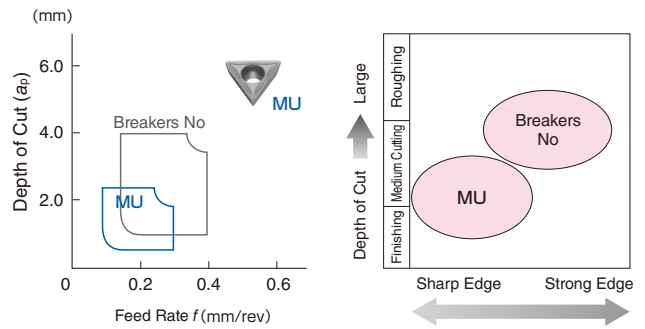 (mm)
Depth of Cut (ap)
6.0
4.0
2.0
0
0.2
0.4
0.6
Feed Rate f (mm/rev)
MU
Breakers No
MU
Depth of Cut
Large
Roughing
Medium Cutting
Finishing
Breakers
No
MU
Sharp Edge
Strong Edge